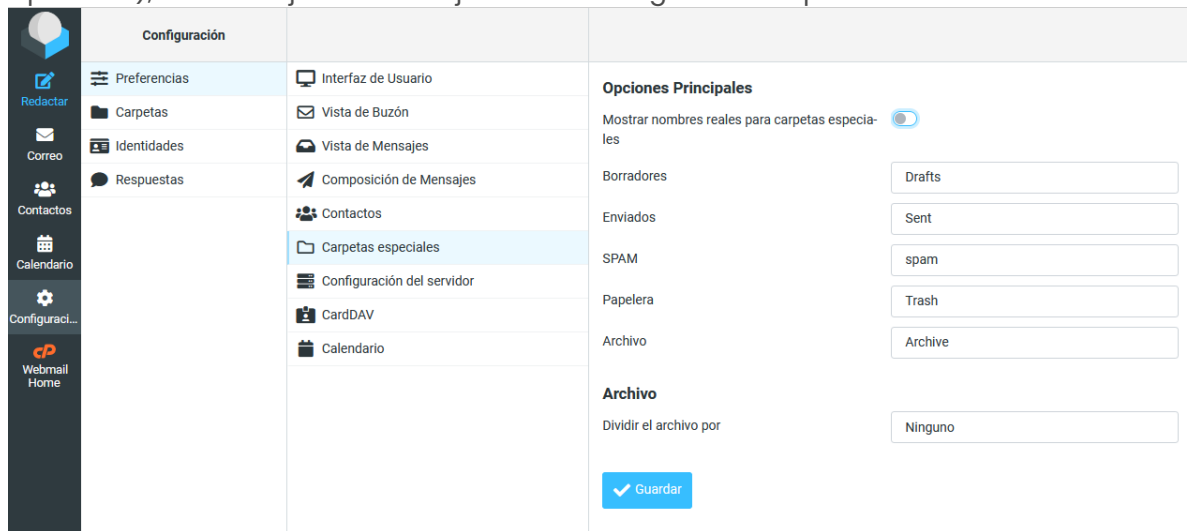 Configuración
Redactar
Correo
Contactos
Calendario
Configuraci...
cP
Webmail
Home
Preferencias
Carpetas
Identidades
Respuestas
Interfaz de Usuario
Vista de Buzón
Vista de Mensajes
Composición de Mensajes
Contactos
Carpetas especiales
Configuración del servidor
CardDAV
Calendario
Opciones Principales
Mostrar nombres reales para carpetas especia-
les
Borradores Drafts
Enviados Sent
SPAM spam
Papelera Trash
Archivo Archive
Archivo
Dividir el archivo por Ninguno
Guardar